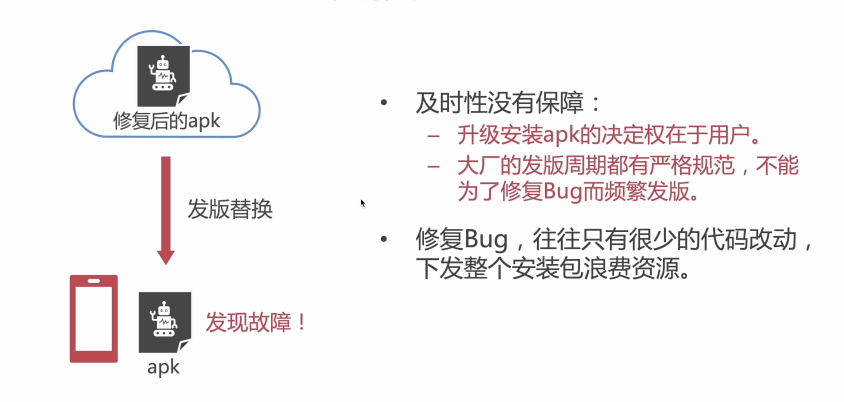 修复后的apk
发版替换
发现故障！
apk
• 及时性没有保障：
– 升级安装apk的决定权在于用户。
– 大厂的发版周期都有严格规范，不能
为了修复Bug而频繁发版。
• 修复Bug，往往只有很少的代码改动，
下发整个安装包浪费资源。